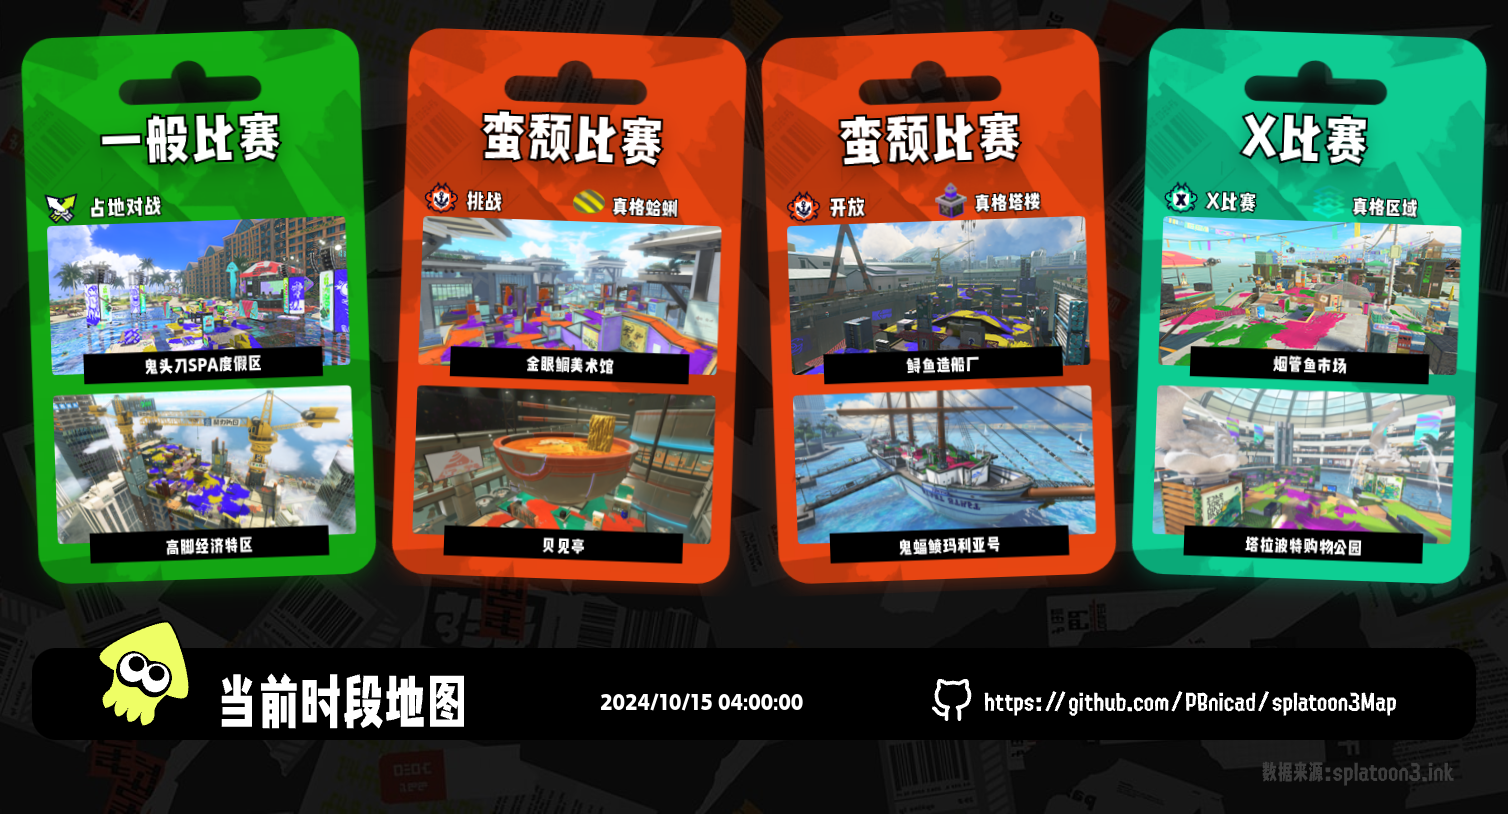 一般比赛
占地对战
鬼头刀SPA度假区
高脚经济特区
蛮颓比赛
挑战
真格蛤蜊
金眼鲷美术馆
贝见亭
蛮颓比赛
开放
真格塔楼
鲟鱼造船厂
鬼蝠鲼玛利亚号
X比赛
X比赛
真格区域
烟管鱼市场
塔拉波特购物公园
当前时段地图
2024/10/15 04:00:00
https://github.com/PBnicad/splatoon3Map
数据来源:splatoon3.ink